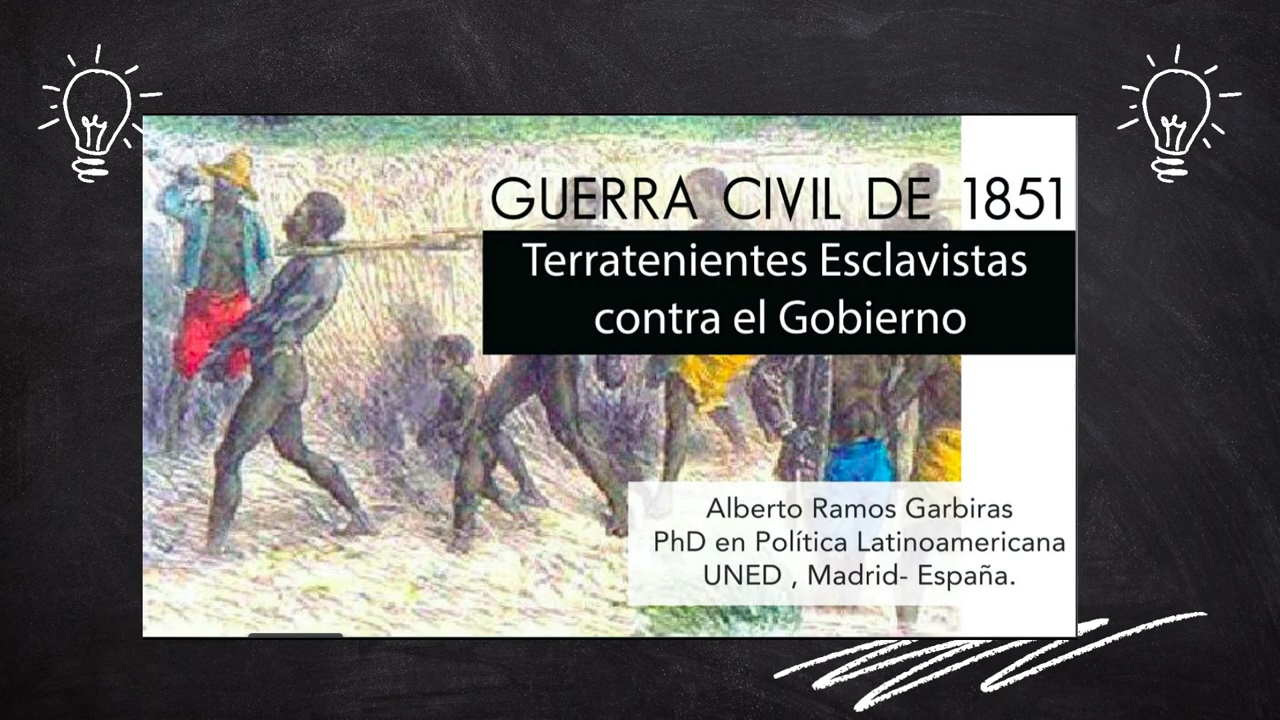 GUERRA CIVIL DE 1851
Terratenientes Esclavistas
contra el Gobierno
Alberto Ramos Garbiras
PhD en Política Latinoamericana
UNED , Madrid- España.